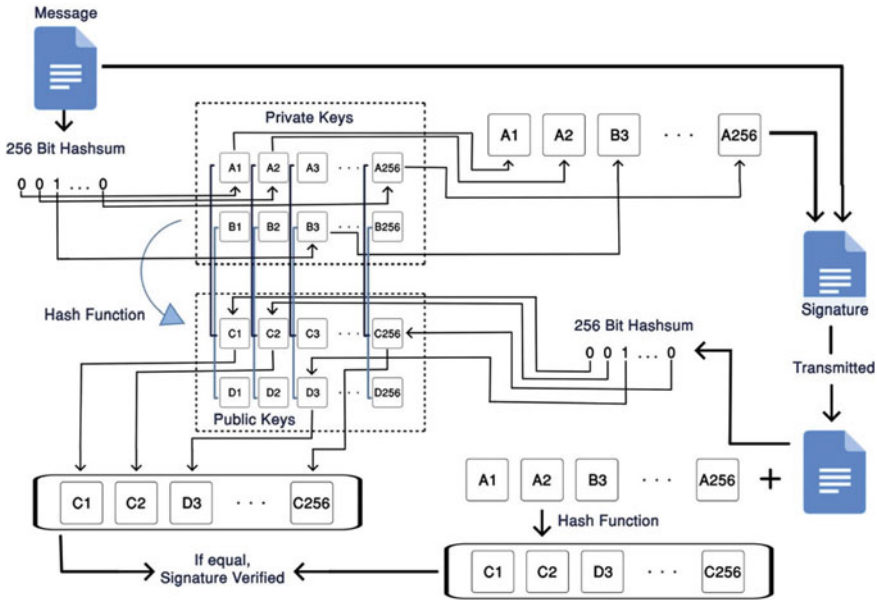 Message
256 Bit Hashsum
0 0 1 ... 0
Private Keys
A1 A2 A3 ... A256
B1 B2 B3 ... B256
A1 A2 B3 ... A256
Hash Function
C1 C2 C3 ... C256
D1 D2 D3 ... D256
Public Keys
Signature
Transmitted
256 Bit Hashsum
0 0 1 ... 0
C1 C2 D3 ... C256
A1 A2 B3 ... A256 +
Hash Function
C1 C2 D3 ... C256
If equal,
Signature Verified